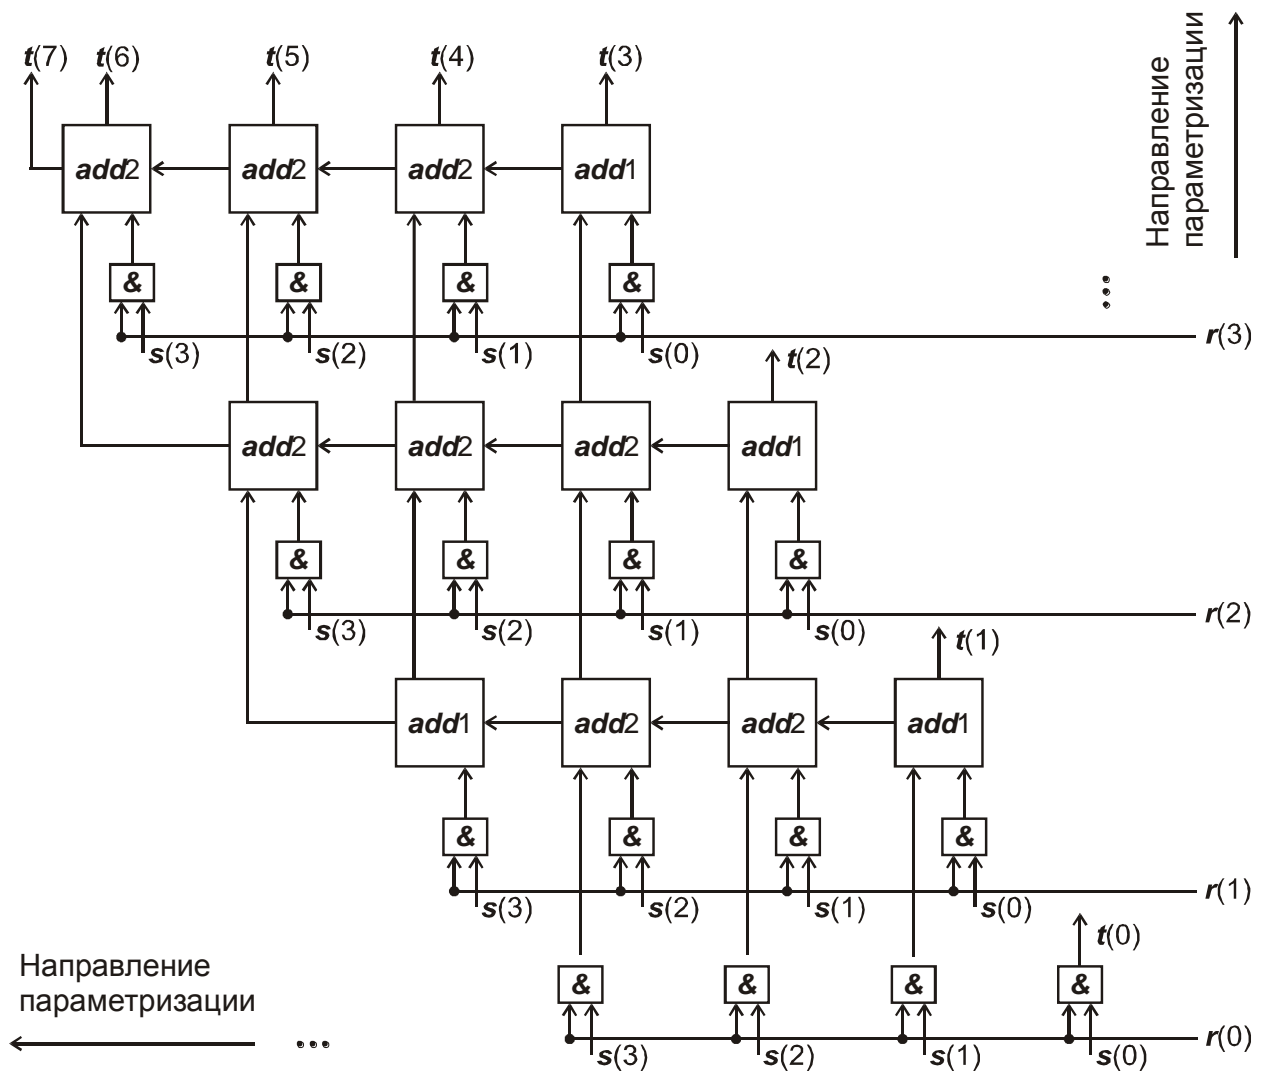 t(7) t(6) t(5) t(4) t(3)
Направление
параметризации
add2 add2 add2 add1
& & & &
r(3)
s(3) s(2) s(1) s(0)
t(2)
add2 add2 add2 add1
& & & &
r(2)
s(3) s(2) s(1) s(0)
t(1)
add1 add2 add2 add1
& & & &
r(1)
s(3) s(2) s(1) s(0)
t(0)
Направление
параметризации
& & & &
r(0)
s(3) s(2) s(1) s(0)